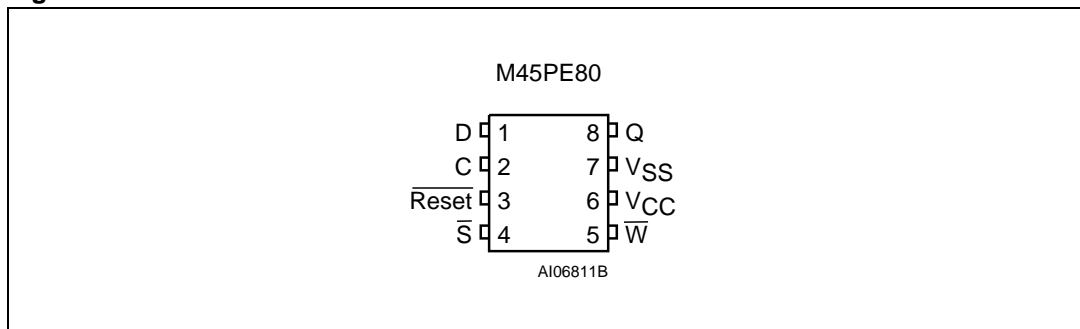 M45PE80
D 1 8 Q
C 2 7 VSS
Reset 3 6 VCC
S 4 5 W
AI06811B